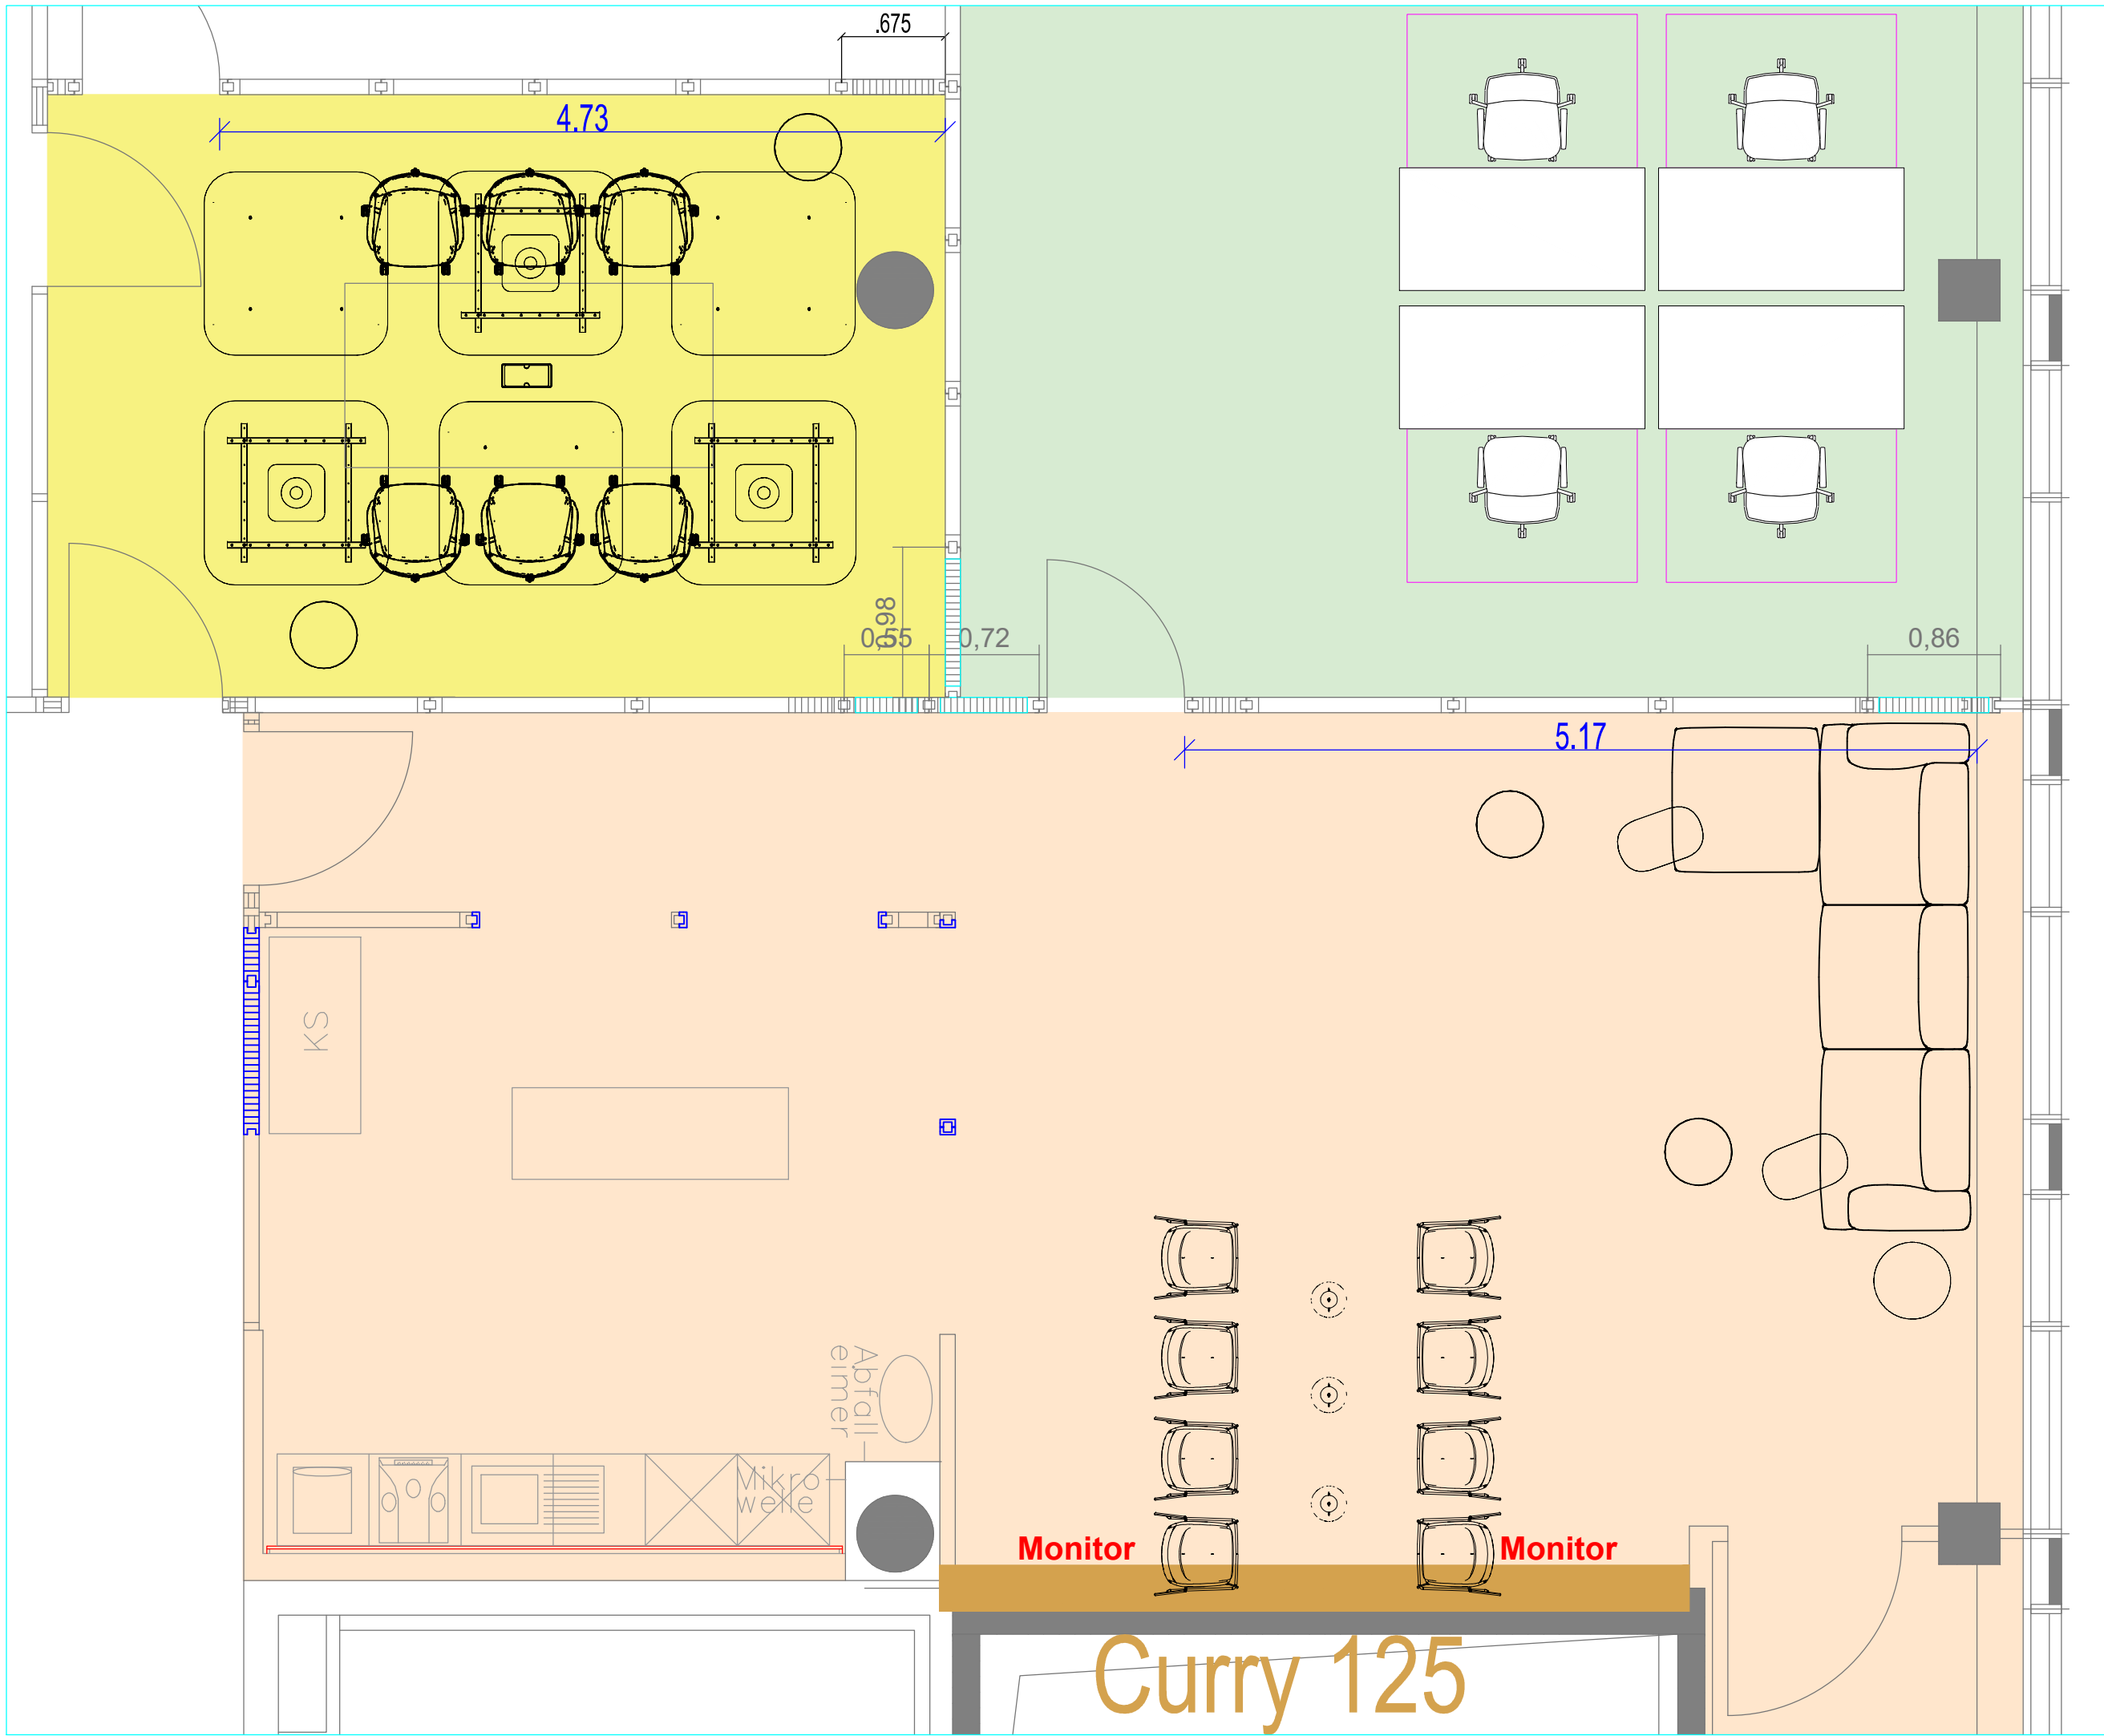 .675
4.73
0,98
0,55
0,72
0,86
5.17
KS
Abfall-
eimer
Mikro-
welle
Monitor
Monitor
Curry 125